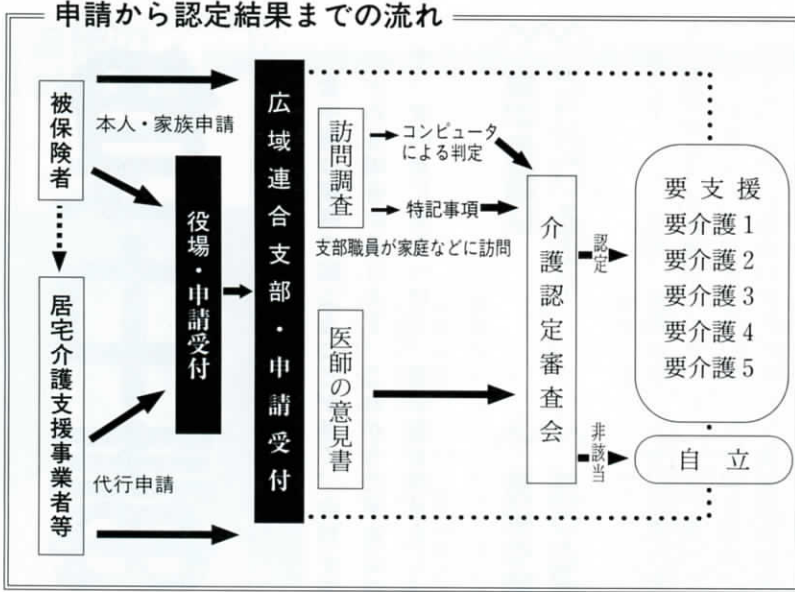 申請から認定結果までの流れ
被保険者
本人・家族申請
役場・申請受付
居宅介護支援事業者等
代行申請
広域連合支部・申請受付
訪問調査
コンピュータ
による判定
特記事項
支部職員が家庭などに訪問
医師の意見書
介護認定審査会
認定
非該当
要支援
要介護1
要介護2
要介護3
要介護4
要介護5
自立